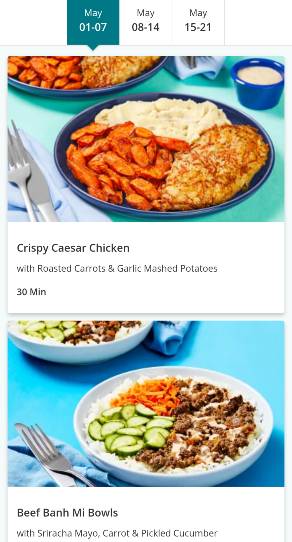 May
01-07
May
08-14
May
15-21
Crispy Caesar Chicken
with Roasted Carrots & Garlic Mashed Potatoes
30 Min
Beef Banh Mi Bowls
with Sriracha Mayo, Carrot & Pickled Cucumber